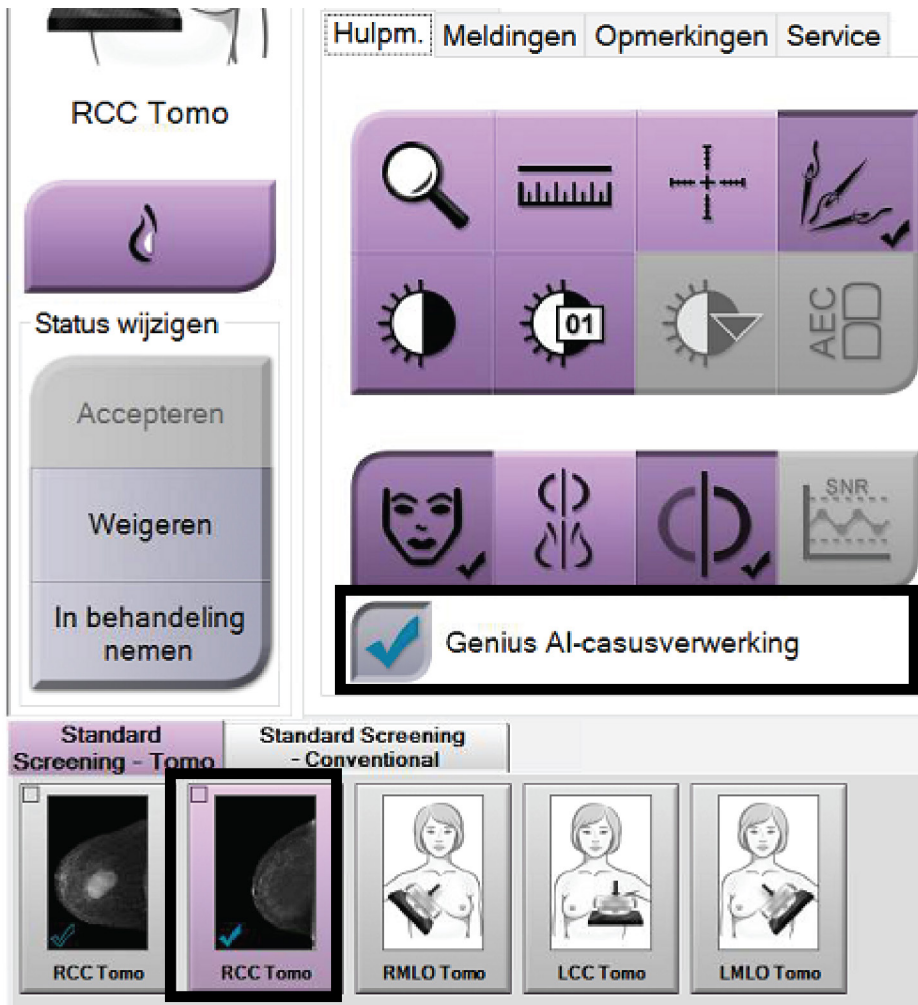 Hulpm. Meldingen Opmerkingen Service
RCC Tomo
01
AEC
Status wijzigen
Accepteren
Weigeren
In behandeling
nemen
SNR
Genius AI-casusverwerking
Standard
Screening - Tomo
Standard Screening
- Conventional
RCC Tomo
RCC Tomo
RMLO Tomo
LCC Tomo
LMLO Tomo